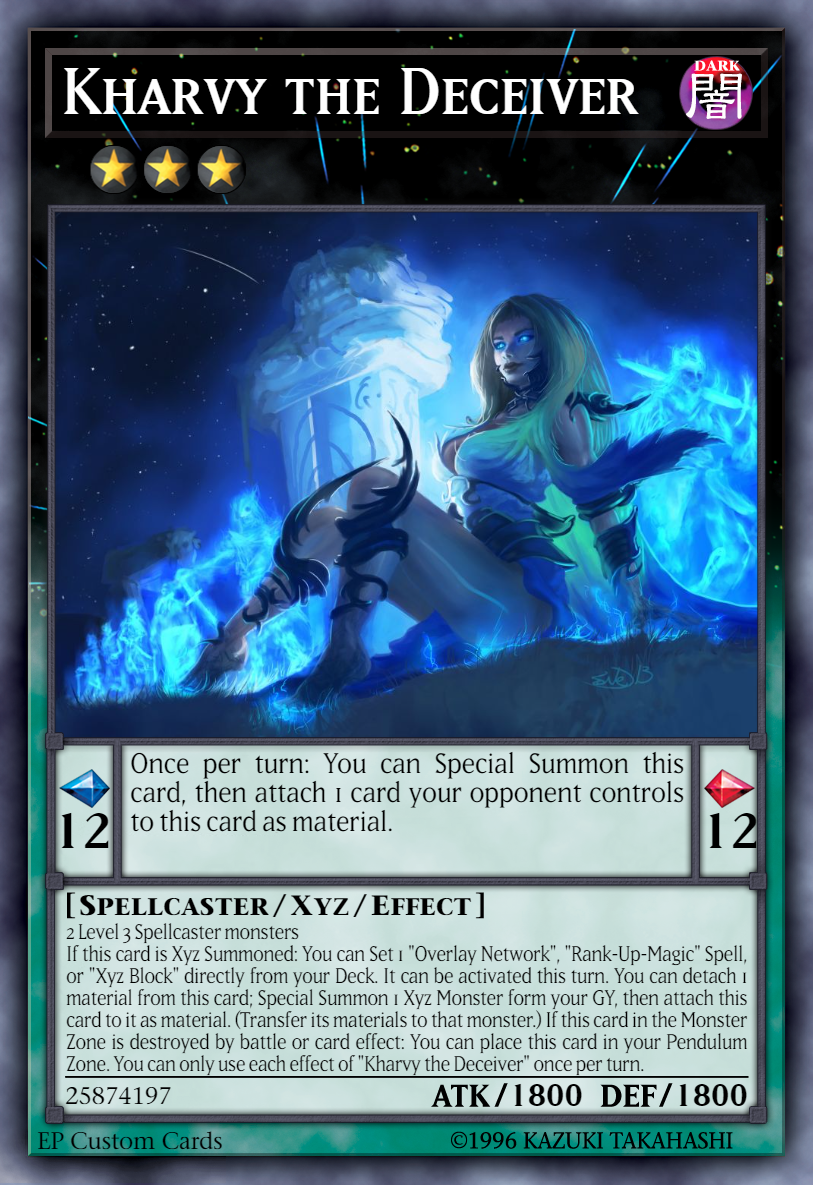 Kharvy the Deceiver
DARK
闇
Once per turn: You can Special Summon this
card, then attach 1 card your opponent controls
to this card as material.
12
12
[Spellcaster/Xyz/Effect]
2 Level 3 Spellcaster monsters
If this card is Xyz Summoned: You can Set 1 "Overlay Network", "Rank-Up-Magic" Spell,
or "Xyz Block" directly from your Deck. It can be activated this turn. You can detach 1
material from this card; Special Summon 1 Xyz Monster form your GY, then attach this
card to it as material. (Transfer its materials to that monster.) If this card in the Monster
Zone is destroyed by battle or card effect: You can place this card in your Pendulum
Zone. You can only use each effect of "Kharvy the Deceiver" once per turn.
25874197
ATK/1800 DEF/1800
EP Custom Cards
©1996 KAZUKI TAKAHASHI